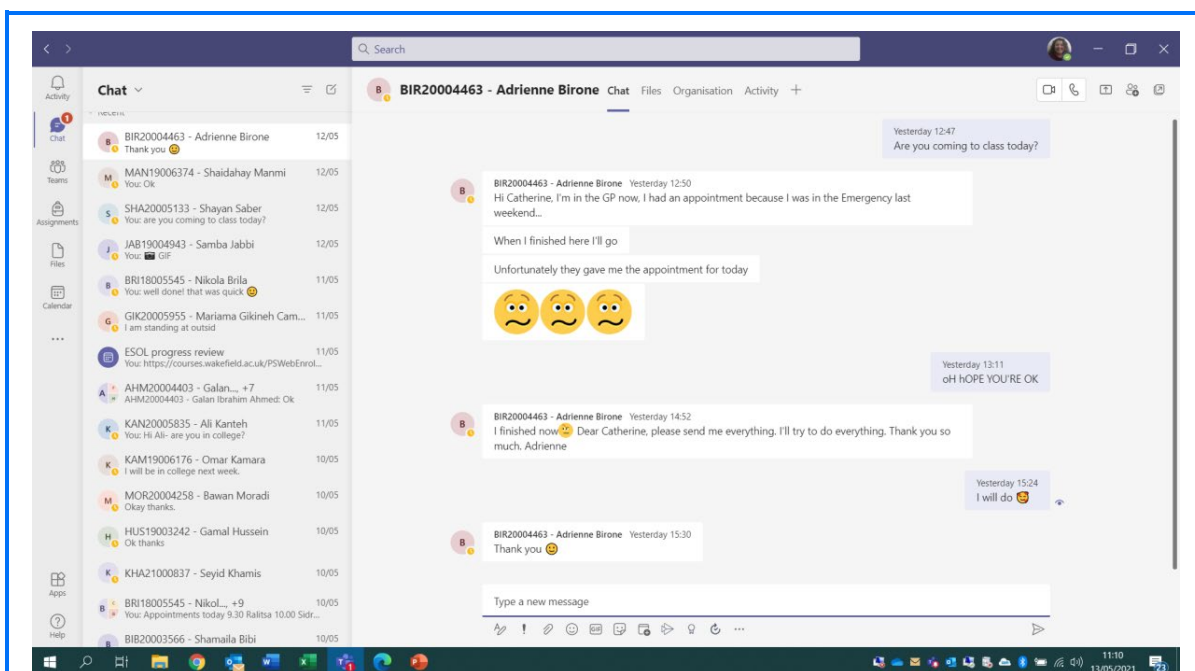 Search
Activity
Chat
Teams
Assignments
Files
Calendar
Apps
Help
Chat
Recent
B
BIR20004463 - Adrienne Birone 12/05
Thank you
M
MAN19006374 - Shaidahay Manmi 12/05
You: Ok
S
SHA20005133 - Shayan Saber 12/05
You: are you coming to class today?
J
JAB19004943 - Samba Jabbi 12/05
You: GIF
B
BRI18005545 - Nikola Brila 11/05
You: well done! that was quick
G
GIK20005955 - Mariama Gikineh Cam... 11/05
I am standing at outsid
ESOL progress review 11/05
You: https://courses.wakefield.ac.uk/PSWebEnrol...
A
AHM20004403 - Galan..., +7 11/05
AHM20004403 - Galan Ibrahim Ahmed: Ok
K
KAN20005835 - Ali Kanteh 11/05
You: Hi Ali- are you in college?
K
KAM19006176 - Omar Kamara 10/05
I will be in college next week.
M
MOR20004258 - Bawan Moradi 10/05
Okay thanks.
H
HUS19003242 - Gamal Hussein 10/05
Ok thanks
K
KHA21000837 - Seyid Khamis 10/05
B
BRI18005545 - Nikol..., +9 10/05
You: Appointments today 9.30 Ralitsa 10.00 Sidr...
B
BIB20003566 - Shamaila Bibi 10/05
B
BIR20004463 - Adrienne Birone Chat Files Organisation Activity
Yesterday 12:47
Are you coming to class today?
B
BIR20004463 - Adrienne Birone Yesterday 12:50
Hi Catherine, I'm in the GP now, I had an appointment because I was in the Emergency last
weekend...
When I finished here I'll go
Unfortunately they gave me the appointment for today
Yesterday 13:11
oH hOPE YOU'RE OK
B
BIR20004463 - Adrienne Birone Yesterday 14:52
I finished now Dear Catherine, please send me everything. I'll try to do everything. Thank you so
much. Adrienne
Yesterday 15:24
I will do
B
BIR20004463 - Adrienne Birone Yesterday 15:30
Thank you
Type a new message
GIF
11:10
13/05/2021